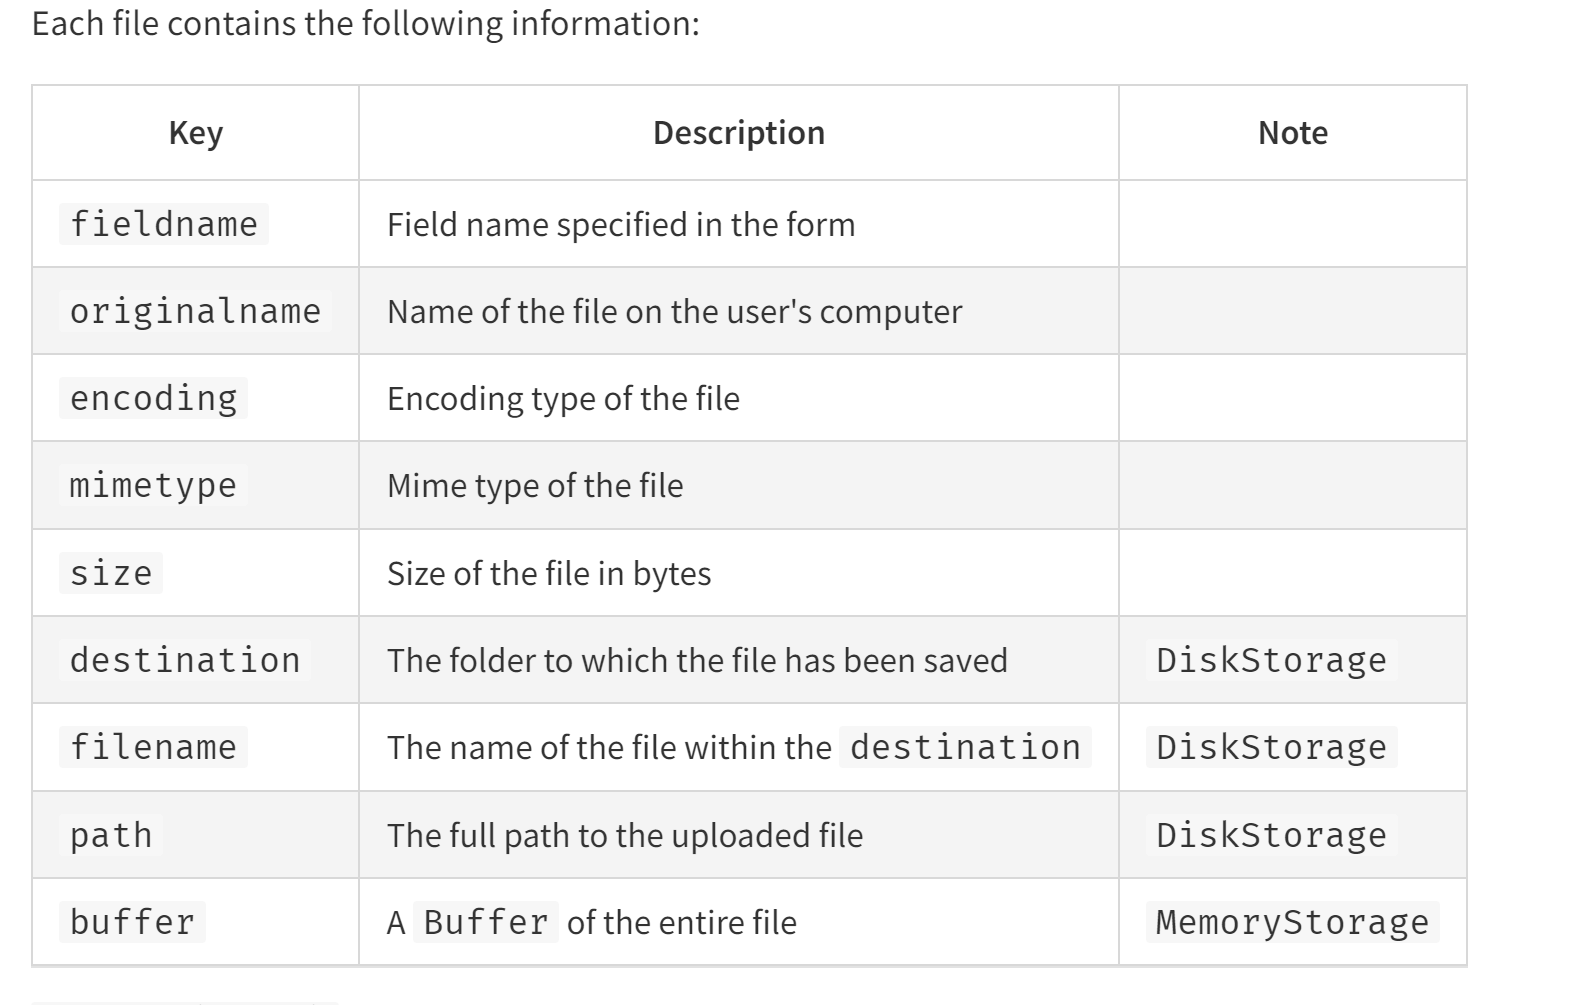 Each file contains the following information:
Key Description Note
fieldname Field name specified in the form
originalname Name of the file on the user's computer
encoding Encoding type of the file
mimetype Mime type of the file
size Size of the file in bytes
destination The folder to which the file has been saved DiskStorage
filename The name of the file within the destination DiskStorage
path The full path to the uploaded file DiskStorage
buffer A Buffer of the entire file MemoryStorage